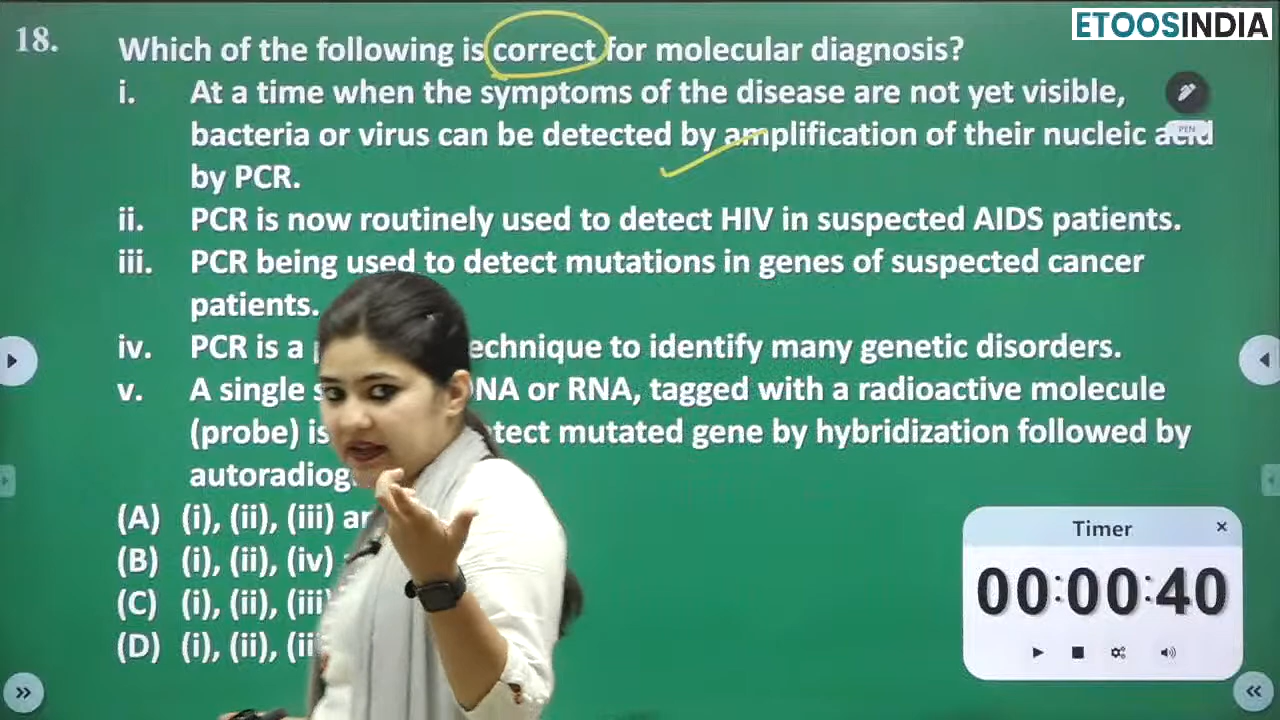 ETOOSINDIA
18. Which of the following is correct for molecular diagnosis?
i. At a time when the symptoms of the disease are not yet visible,
bacteria or virus can be detected by amplification of their nucleic acid
PEN
by PCR.
ii. PCR is now routinely used to detect HIV in suspected AIDS patients.
iii. PCR being used to detect mutations in genes of suspected cancer
patients.
iv. PCR is a technique to identify many genetic disorders.
v. A single DNA or RNA, tagged with a radioactive molecule
(probe) is mutated gene by hybridization followed by
(A) (i), (ii), (iii)
(B) (i), (ii), (iv)
(C) (i), (ii), (iii)
(D) (i), (ii),
Timer
00:00:40